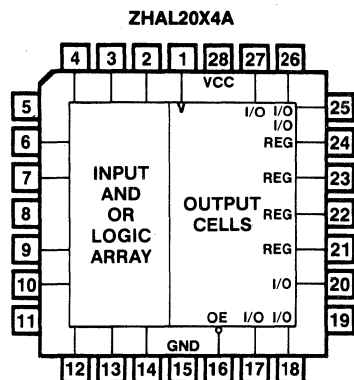 ZHAL20X4A
4 3 2 1 28 27 26
VCC
5 I/O I/O 25
I/O
6 REG 24
7 REG 23
INPUT AND OR LOGIC ARRAY
OUTPUT CELLS
8 REG 22
9 REG 21
10 I/O 20
11 OE I/O I/O 19
GND
12 13 14 15 16 17 18